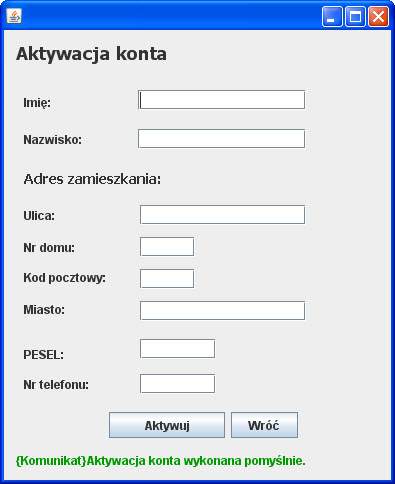 Aktywacja konta
Imię:
Nazwisko:
Adres zamieszkania:
Ulica:
Nr domu:
Kod pocztowy:
Miasto:
PESEL:
Nr telefonu:
Aktywuj Wróć
{Komunikat}Aktywacja konta wykonana pomyślnie.